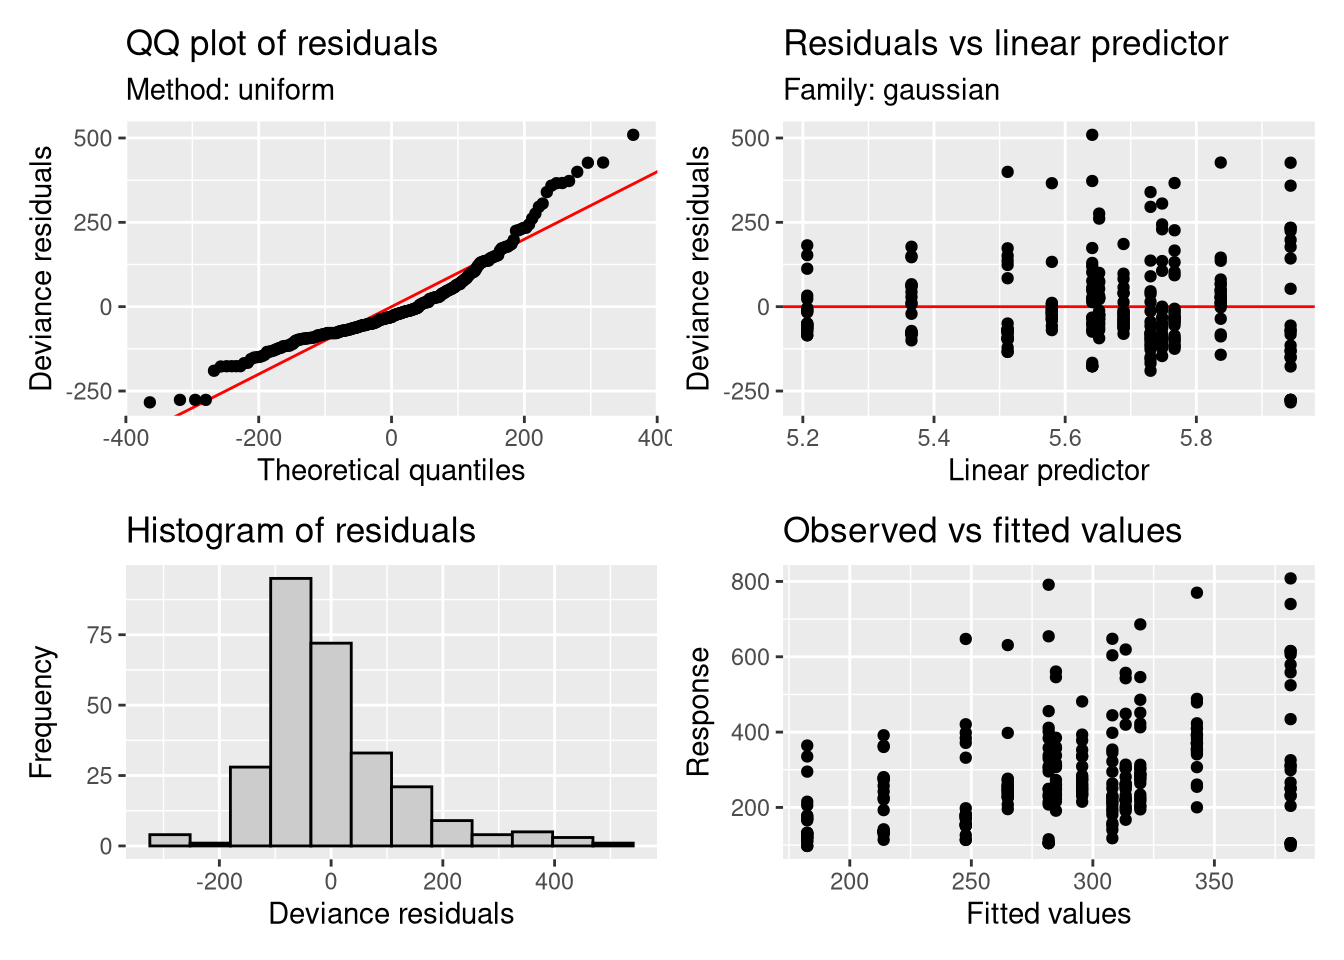 QQ plot of residuals
Method: uniform
500
250
0
-250
-400
-200
0
200
400
Deviance residuals
Theoretical quantiles
Residuals vs linear predictor
Family: gaussian
500
250
0
-250
5.2
5.4
5.6
5.8
Deviance residuals
Linear predictor
Histogram of residuals
75
50
25
0
-200
0
200
400
Frequency
Deviance residuals
Observed vs fitted values
800
600
400
200
200
250
300
350
Response
Fitted values